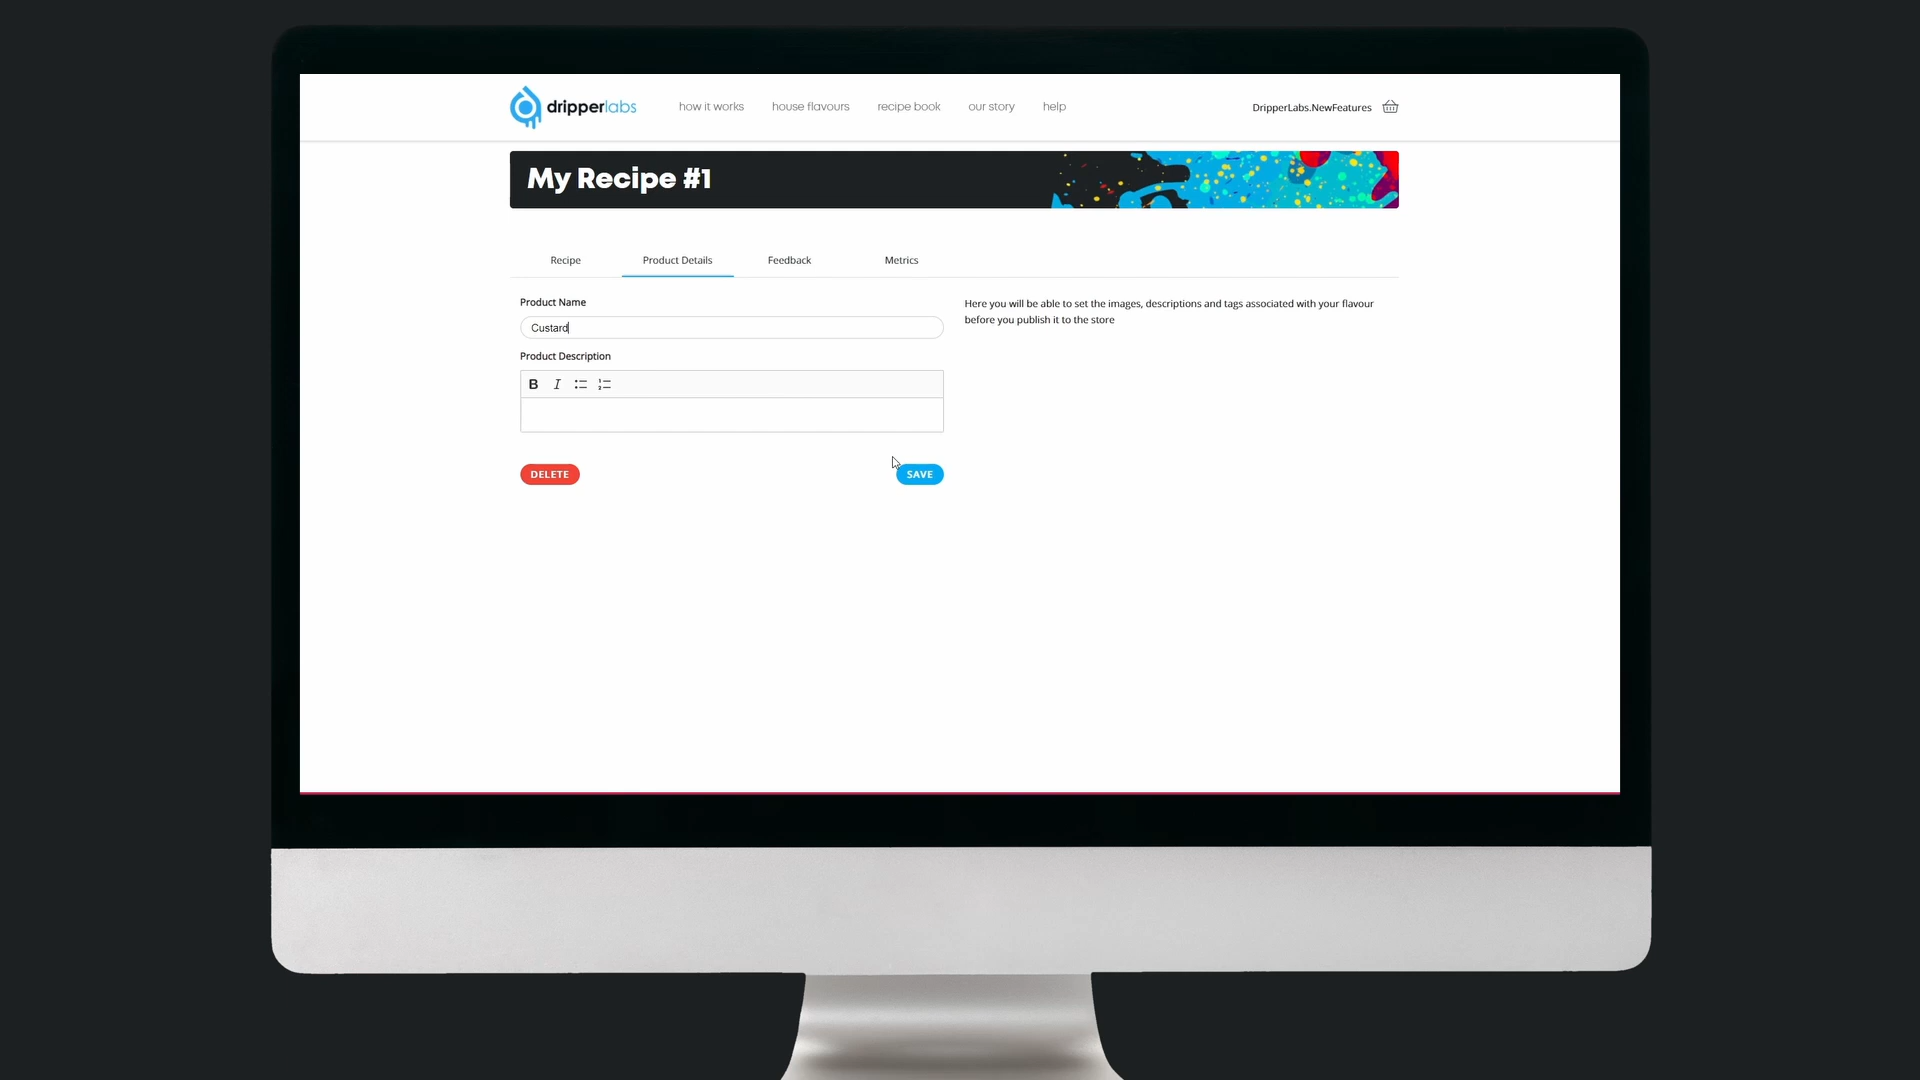 dripperlabs
how it works
house flavours
recipe book
our story
help
DripperLabs.NewFeatures
My Recipe #1
Recipe
Product Details
Feedback
Metrics
Product Name
Custard
Product Description
B I
DELETE
SAVE
Here you will be able to set the images, descriptions and tags associated with your flavour
before you publish it to the store